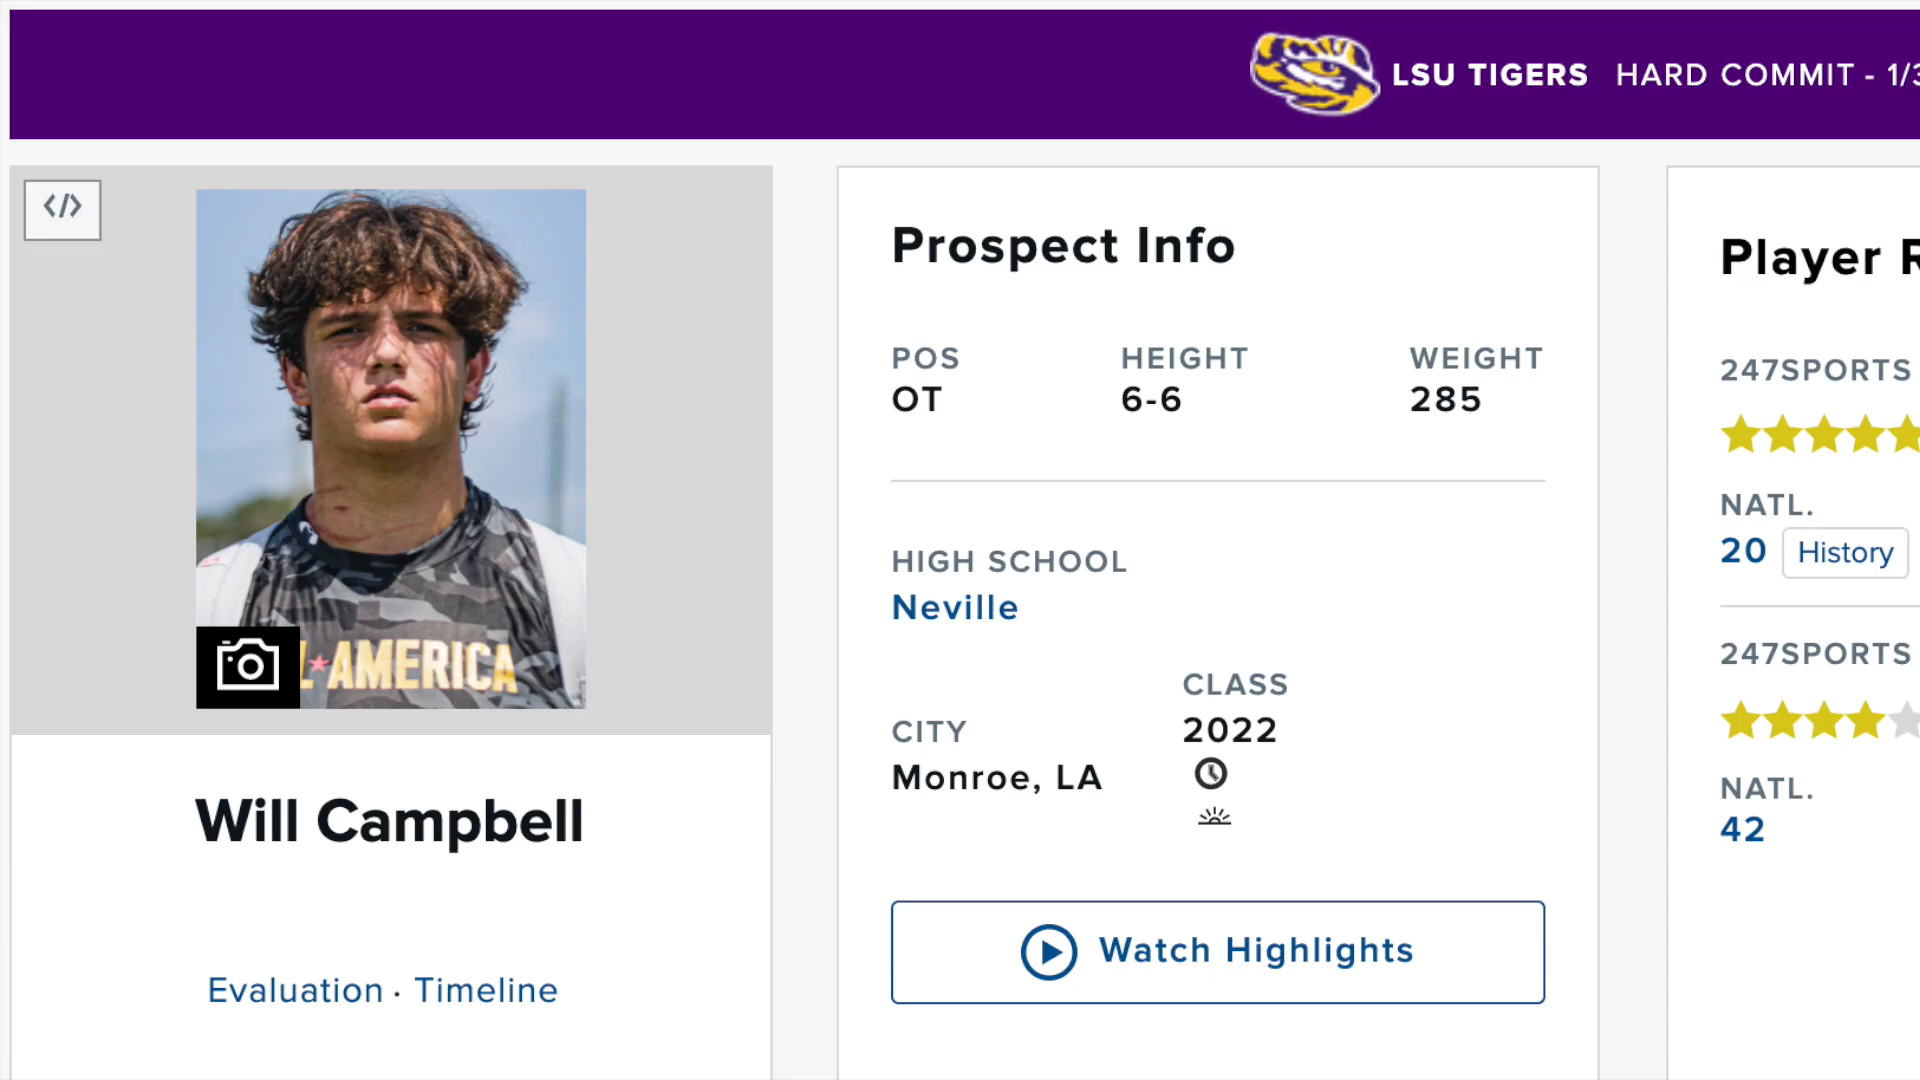 LSU TIGERS HARD COMMIT - 1/3
</>
Prospect Info
POS HEIGHT WEIGHT
OT 6-6 285
HIGH SCHOOL
Neville
CITY
Monroe, LA
CLASS
2022
Watch Highlights
L★AMERICA
Will Campbell
Evaluation · Timeline
Player R
247SPORTS
NATL.
20 History
247SPORTS
NATL.
42